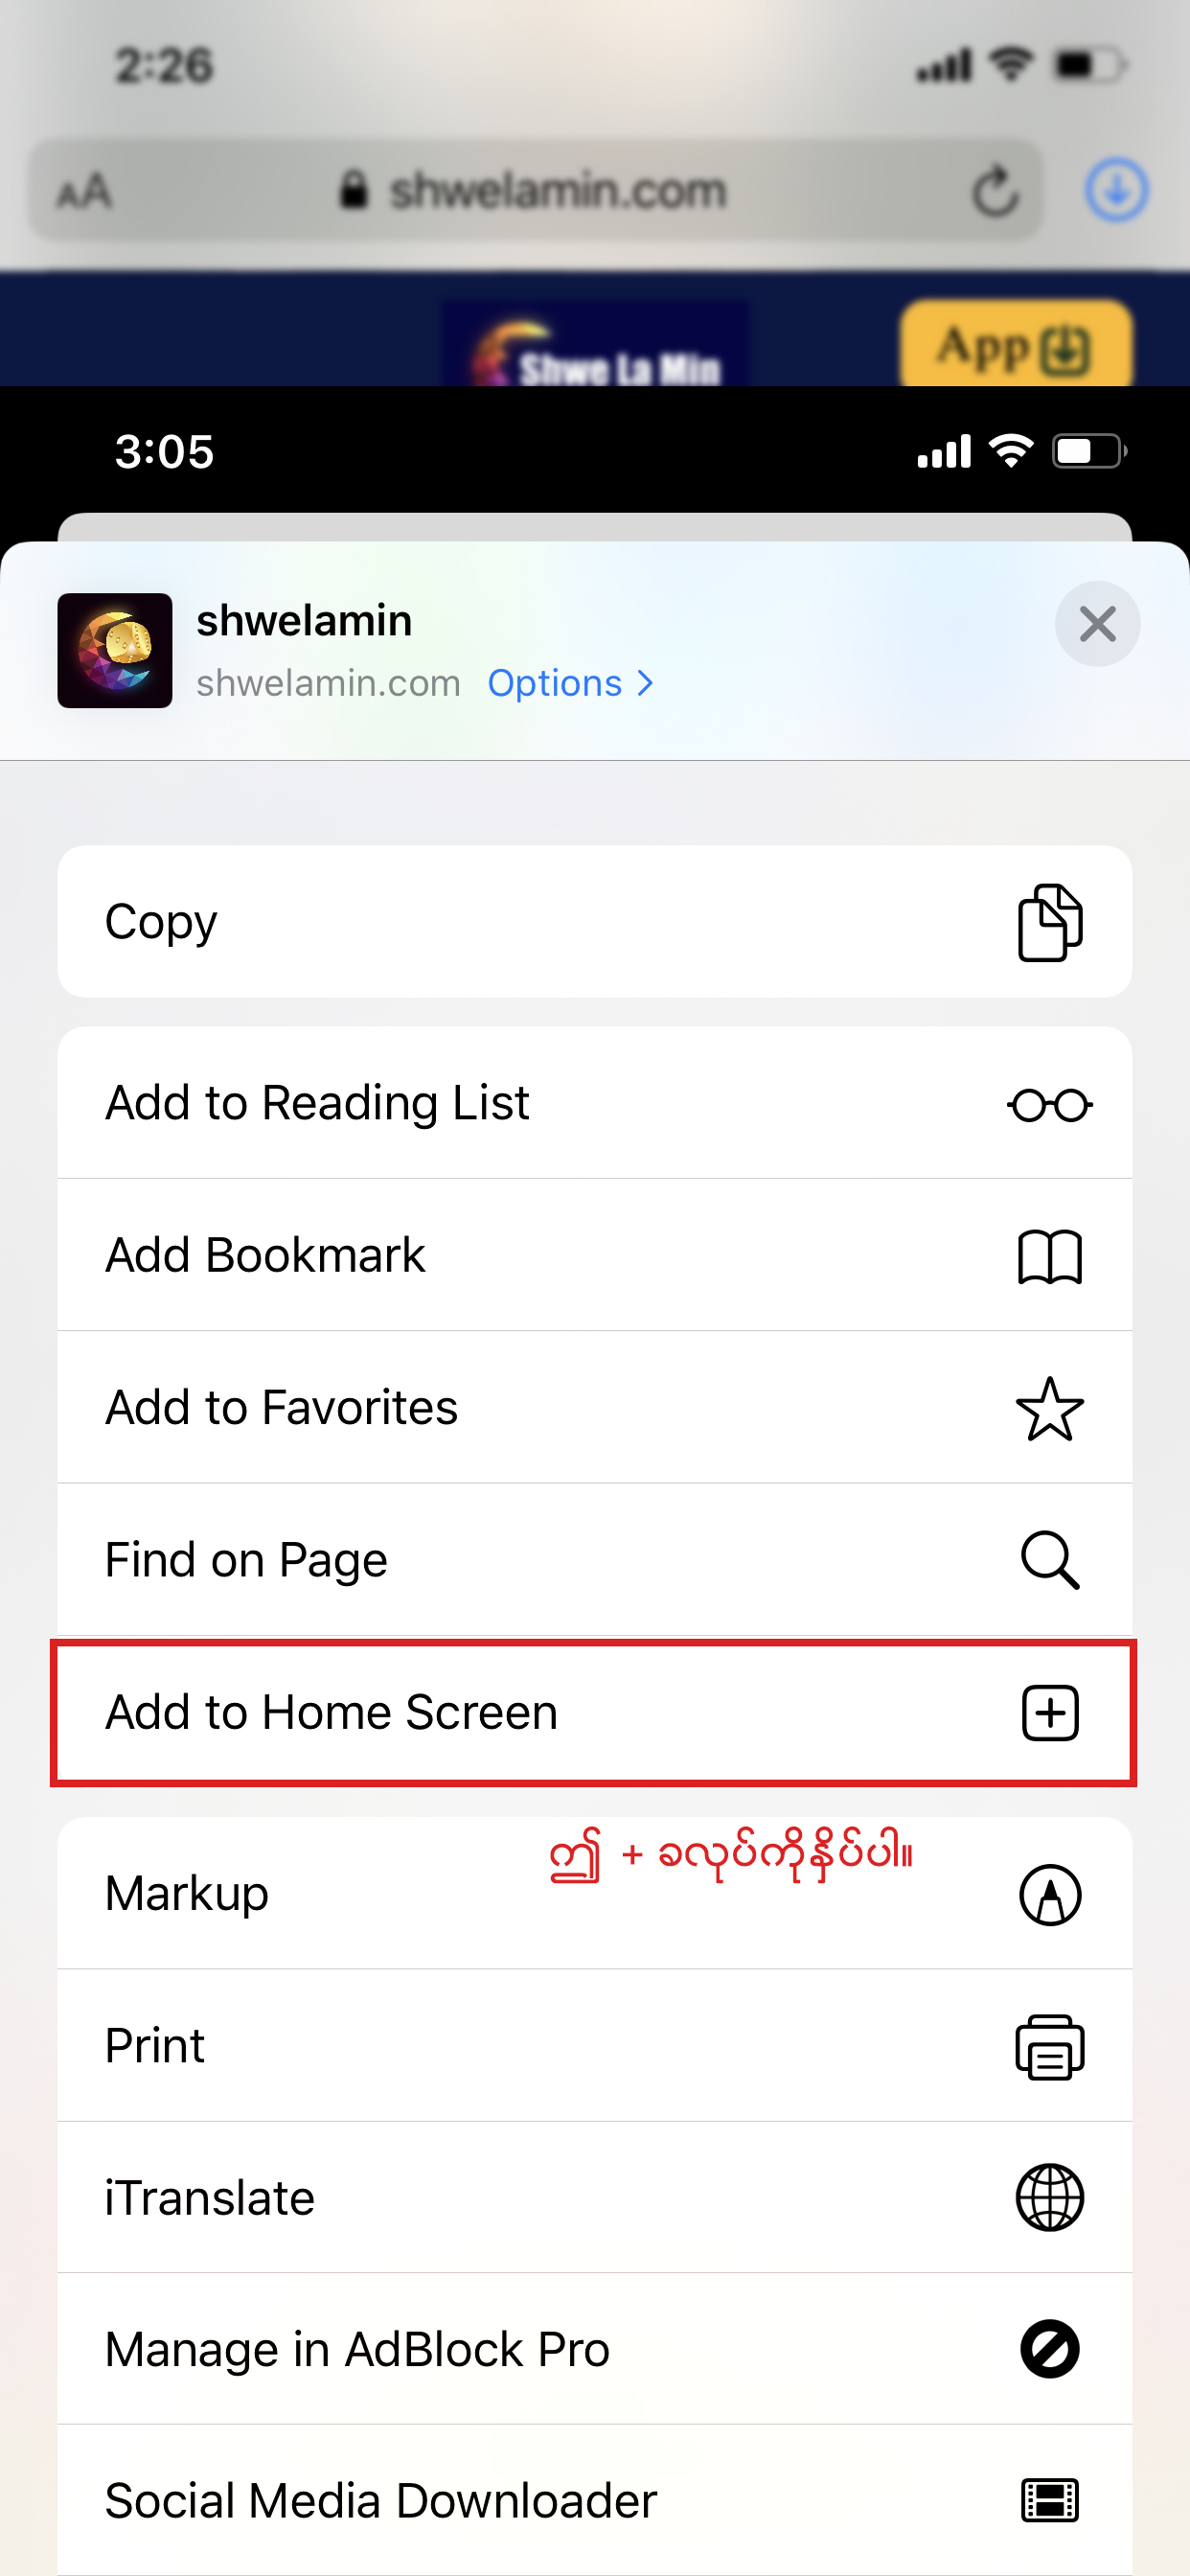 2:26
AA shwelamin.com
Shwe La Min
App
3:05
shwelamin
shwelamin.com Options >
Copy
Add to Reading List
Add Bookmark
Add to Favorites
Find on Page
Add to Home Screen
ဤ + ခလုပ်ကိုနှိပ်ပါ။
Markup
Print
iTranslate
Manage in AdBlock Pro
Social Media Downloader